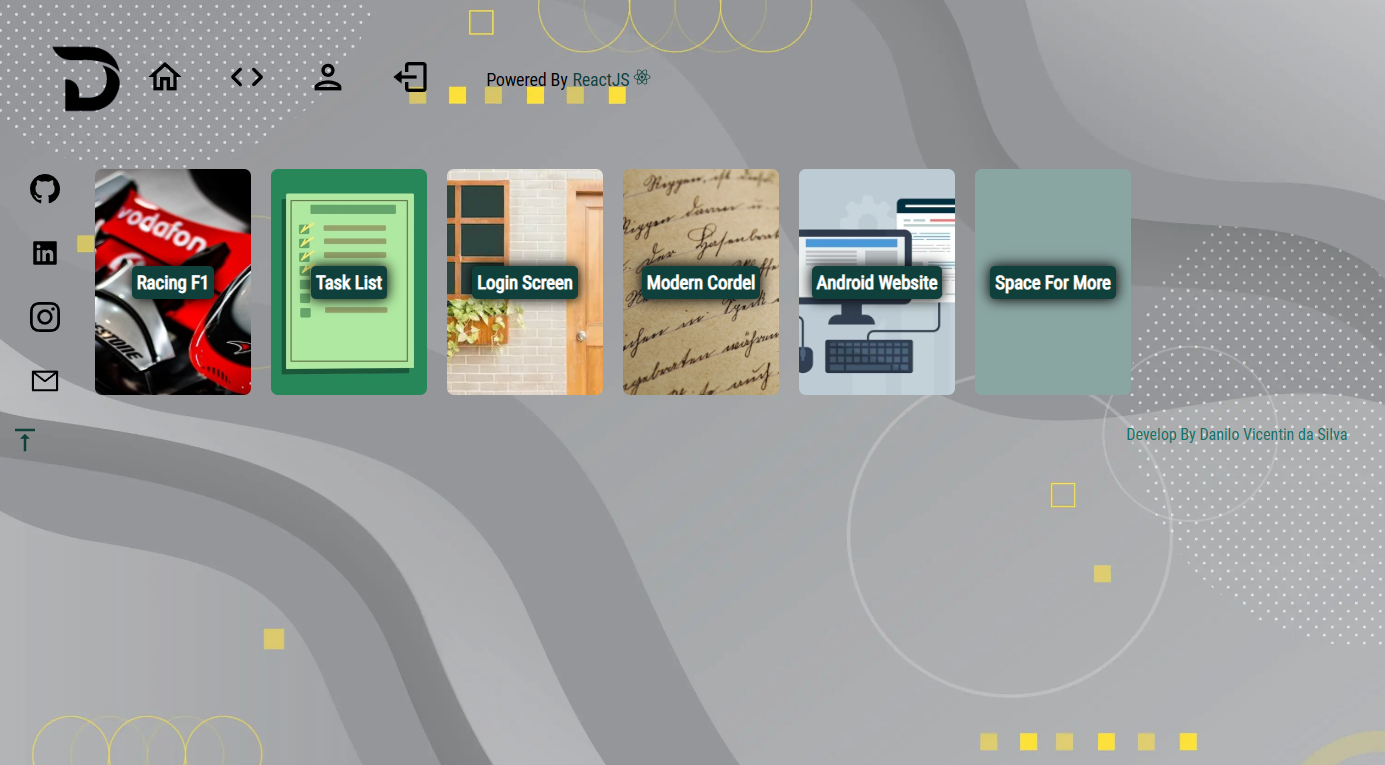 Powered By ReactJS
vodafon
Racing F1
Task List
Login Screen
Modern Cordel
Android Website
Space For More
Develop By Danilo Vicentin da Silva